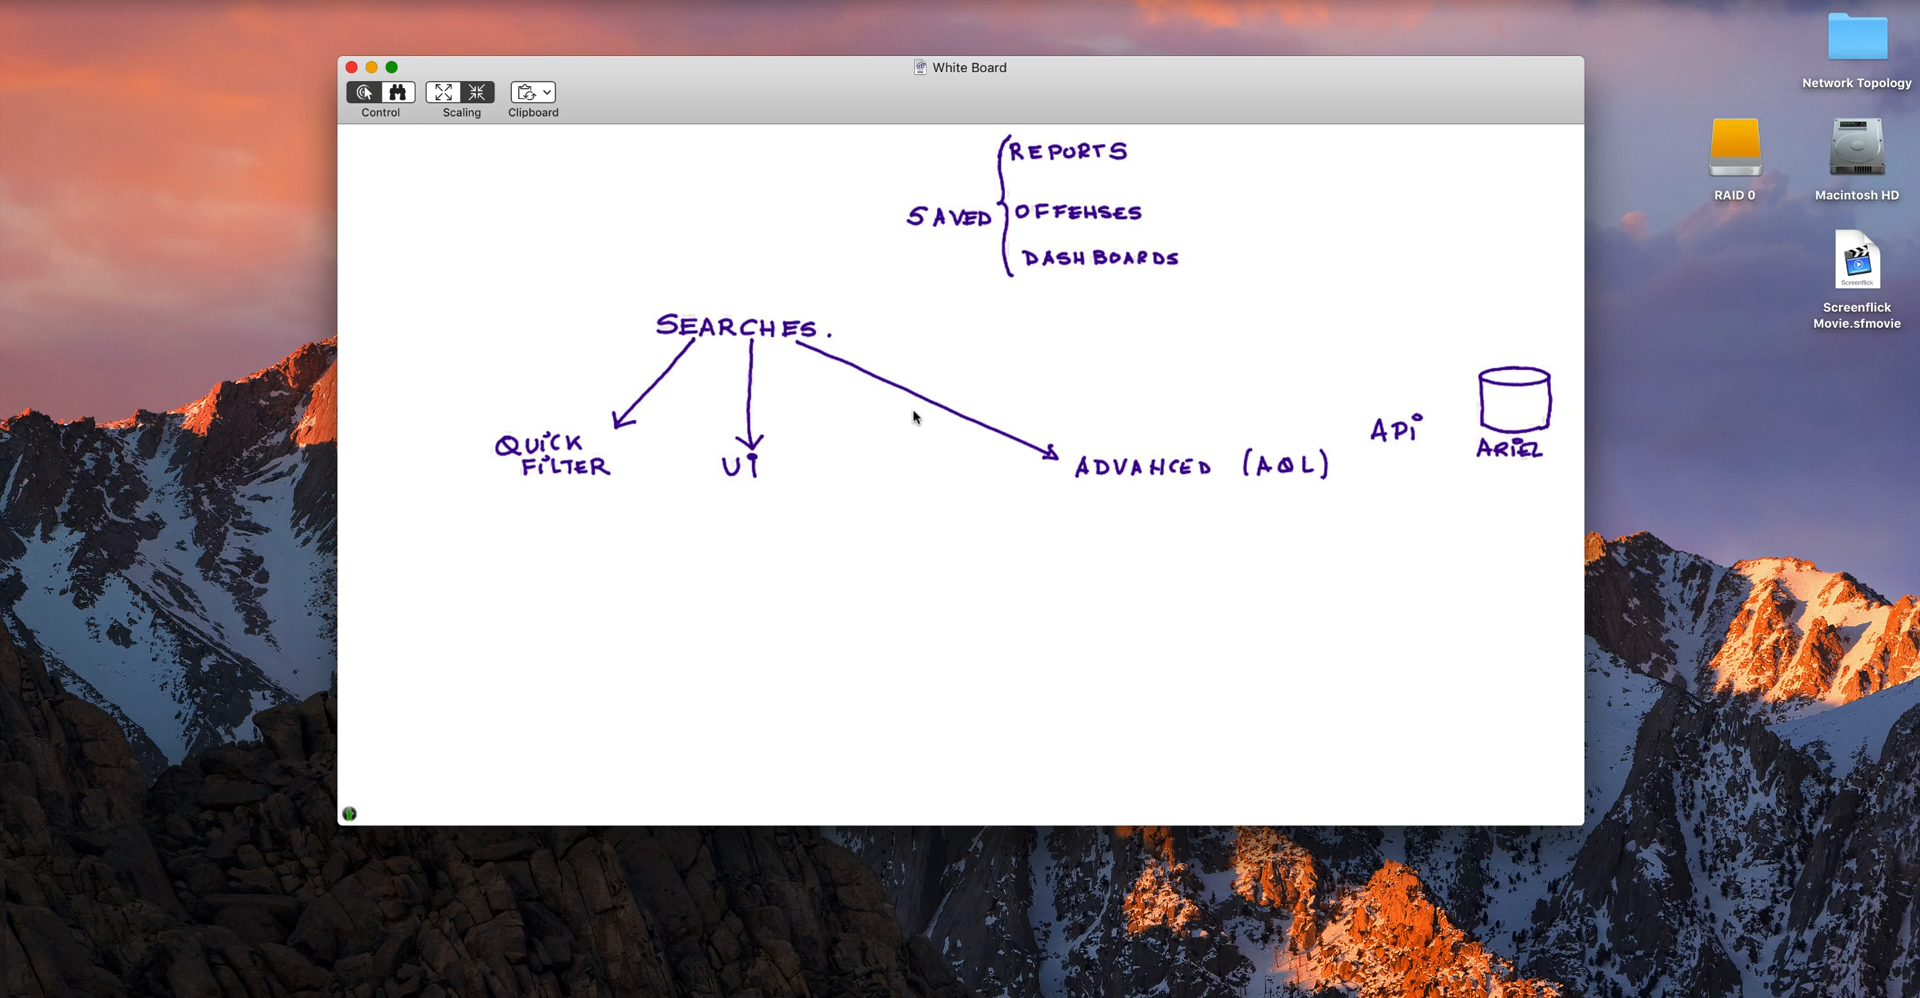 White Board
Control
Scaling
Clipboard
REPORTS
SAVED
OFFENSES
DASHBOARDS
SEARCHES.
QUiCK
FiLTER
Ui
ADVANCED (AQL)
APi
ARiEL
Network Topology
RAID 0
Macintosh HD
Screenflick
Screenflick
Movie.sfmovie